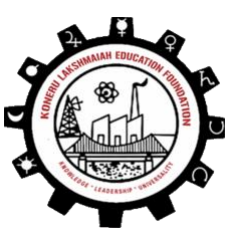 KONERU LAKSHMAIAH EDUCATION FOUNDATION
KNOWLEDGE * LEADERSHIP * UNIVERSALITY